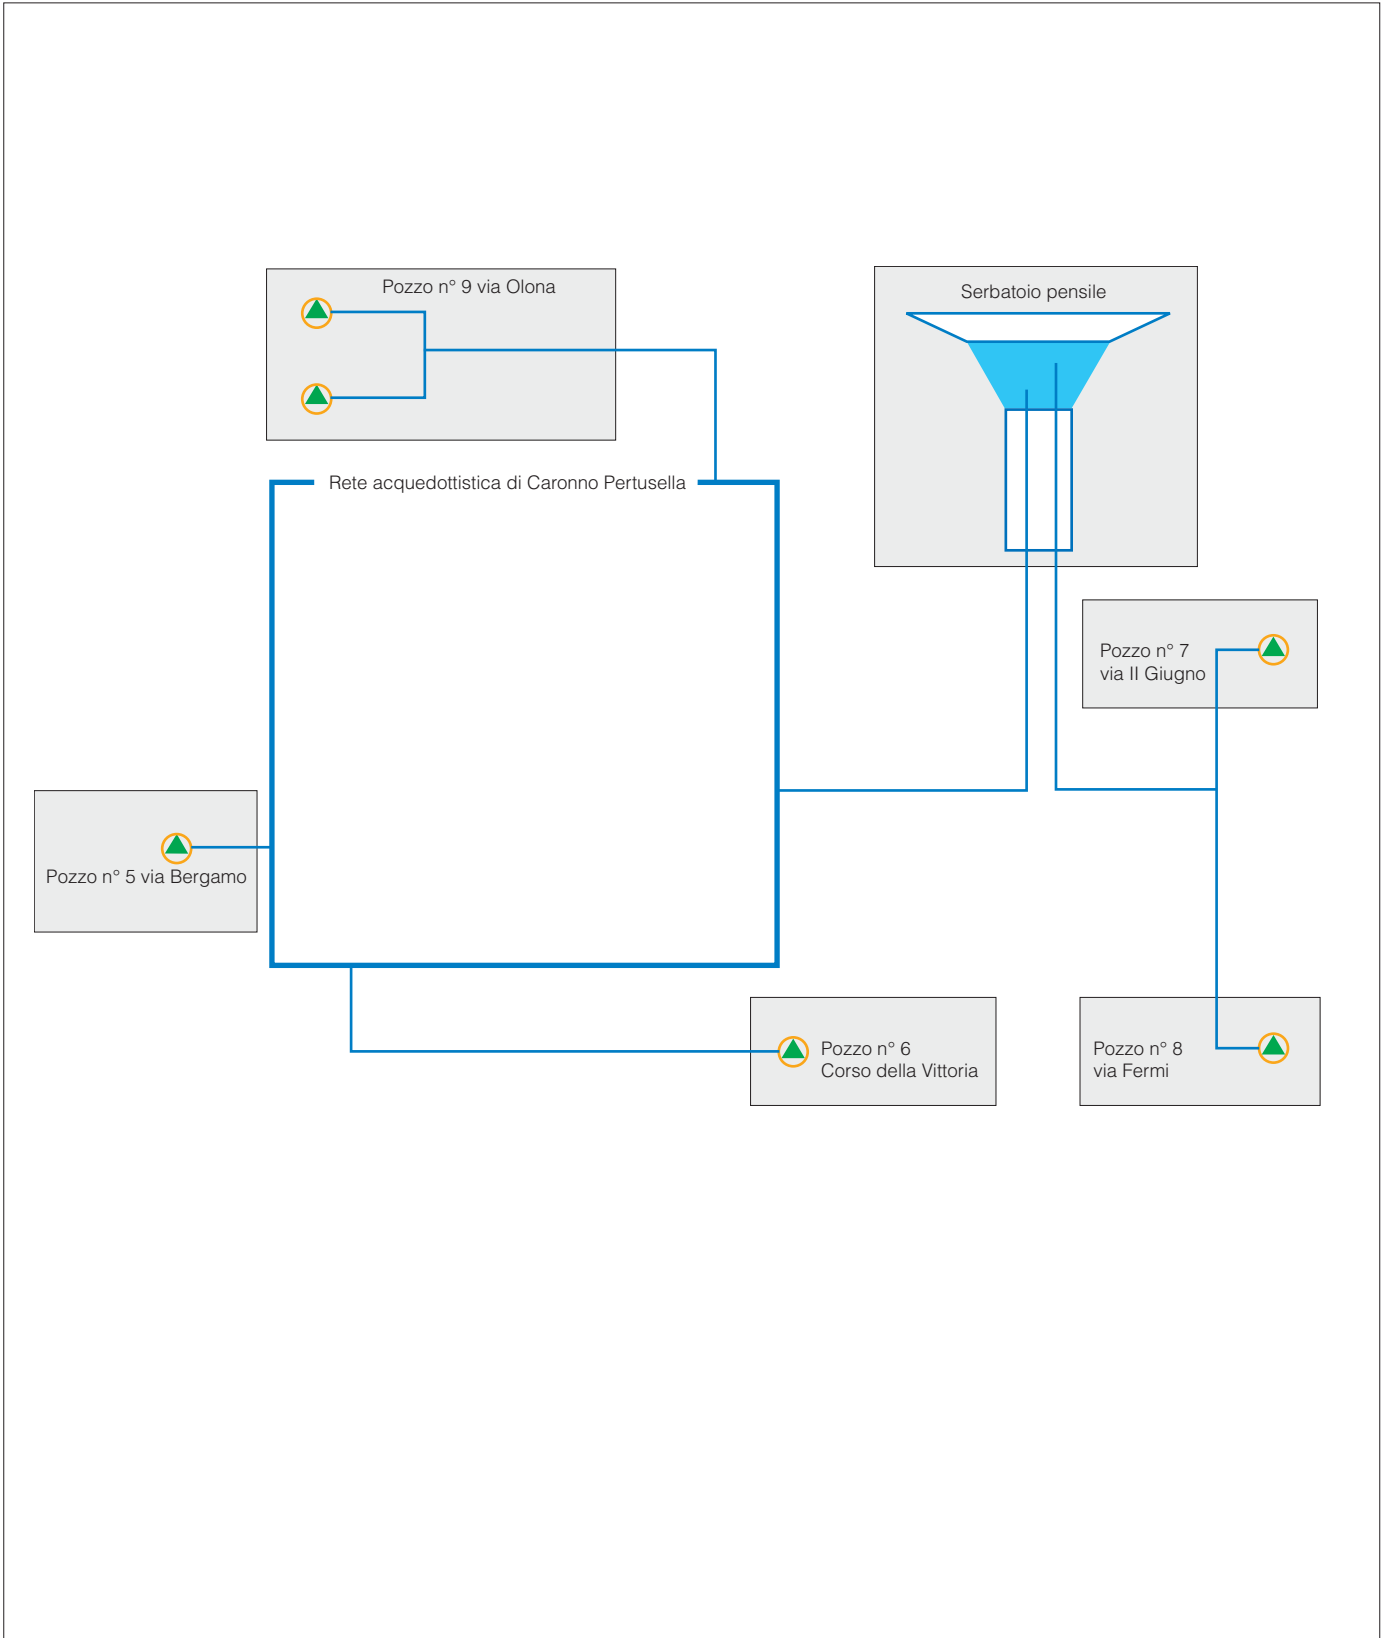 Pozzo n° 9 via Olona
Serbatoio pensile
Rete acquedottistica di Caronno Pertusella
Pozzo n° 7
via II Giugno
Pozzo n° 5 via Bergamo
Pozzo n° 6
Corso della Vittoria
Pozzo n° 8
via Fermi